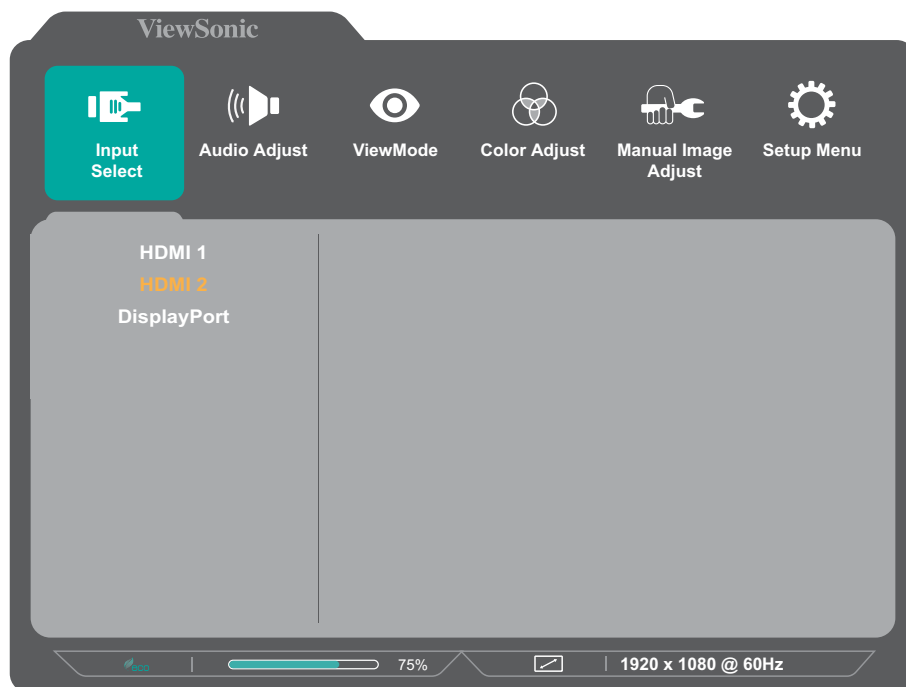 ViewSonic
Input
Select
Audio Adjust
ViewMode
Color Adjust
Manual Image
Adjust
Setup Menu
HDMI 1
HDMI 2
DisplayPort
eco
75%
1920 x 1080 @ 60Hz